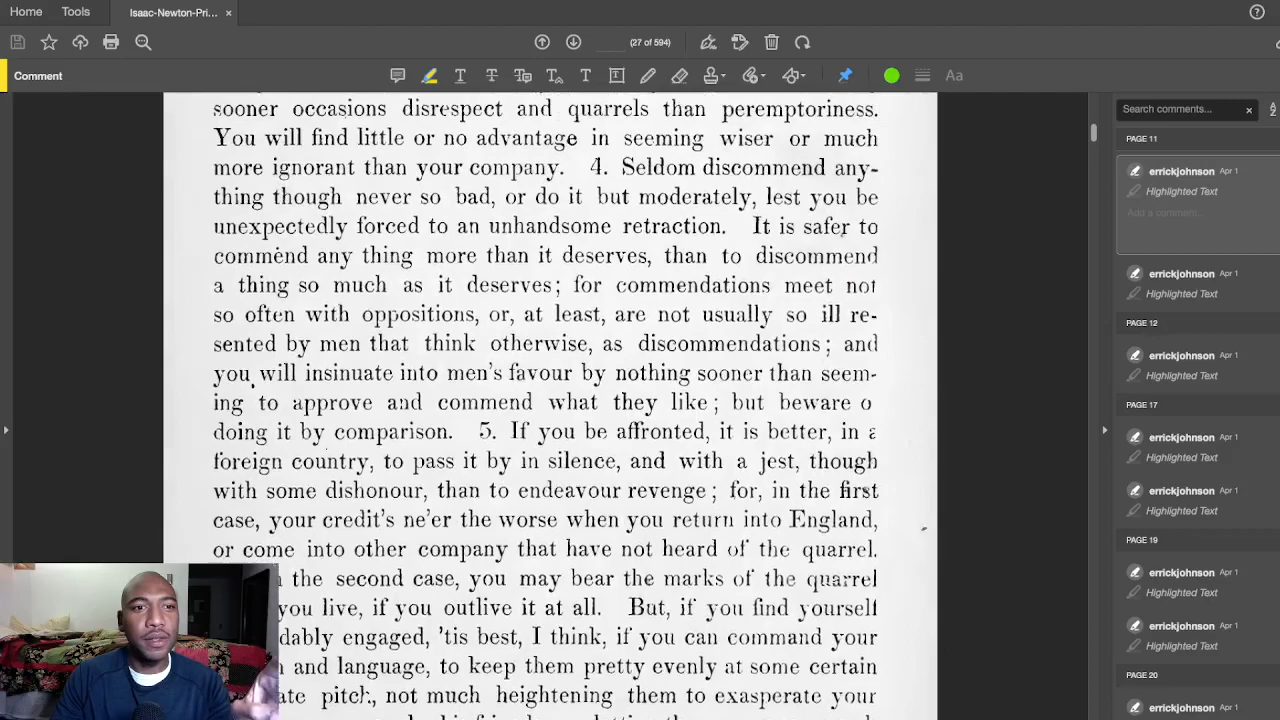 Home
Tools
Isaac-Newton-Pri... ×
(27 of 594)
Comment
Aa
sooner occasions disrespect and quarrels than peremptoriness.
You will find little or no advantage in seeming wiser or much
more ignorant than your company. 4. Seldom discommend any-
thing though never so bad, or do it but moderately, lest you be
unexpectedly forced to an unhandsome retraction. It is safer to
commend any thing more than it deserves, than to discommend
a thing so much as it deserves; for commendations meet not
so often with oppositions, or, at least, are not usually so ill re-
sented by men that think otherwise, as discommendations; and
you will insinuate into men's favour by nothing sooner than seem-
ing to approve and commend what they like; but beware o
doing it by comparison. 5. If you be affronted, it is better, in a
foreign country, to pass it by in silence, and with a jest, though
with some dishonour, than to endeavour revenge; for, in the first
case, your credit's ne'er the worse when you return into England,
or come into other company that have not heard of the quarrel.
the second case, you may bear the marks of the quarrel
you live, if you outlive it at all. But, if you find yourself
dably engaged, 'tis best, I think, if you can command your
and language, to keep them pretty evenly at some certain
ate pitch, not much heightening them to exasperate your
Search comments... ×
PAGE 11
errickjohnson Apr 1
Highlighted Text
Add a comment...
errickjohnson Apr 1
Highlighted Text
PAGE 12
errickjohnson Apr 1
Highlighted Text
PAGE 17
errickjohnson Apr 1
Highlighted Text
errickjohnson Apr 1
Highlighted Text
PAGE 19
errickjohnson Apr 1
Highlighted Text
errickjohnson Apr 1
Highlighted Text
PAGE 20
errickjohnson Apr 1